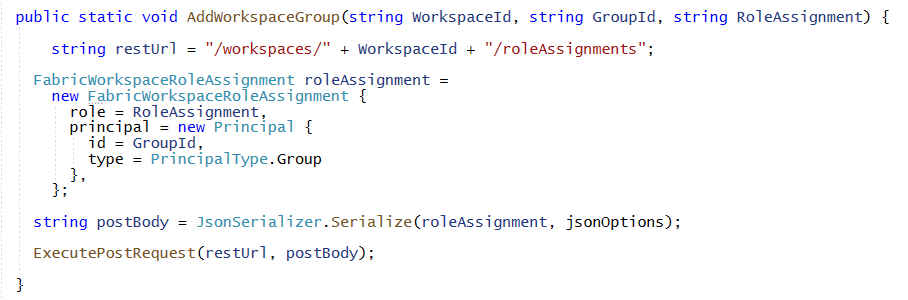 public static void AddWorkspaceGroup(string WorkspaceId, string GroupId, string RoleAssignment) {
string restUrl = "/workspaces/" + WorkspaceId + "/roleAssignments";
FabricWorkspaceRoleAssignment roleAssignment =
new FabricWorkspaceRoleAssignment {
role = RoleAssignment,
principal = new Principal {
id = GroupId,
type = PrincipalType.Group
},
};
string postBody = JsonSerializer.Serialize(roleAssignment, jsonOptions);
ExecutePostRequest(restUrl, postBody);
}